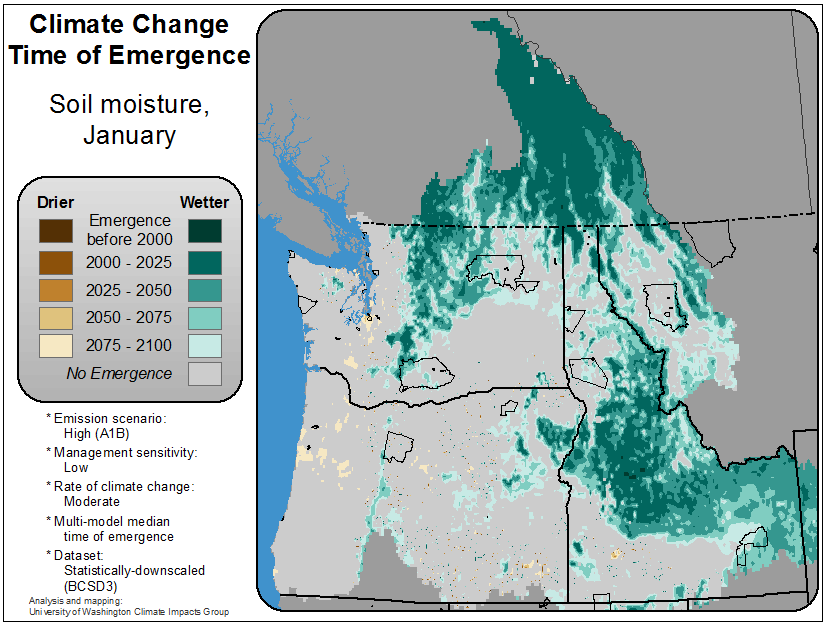 Climate Change
Time of Emergence
Soil moisture,
January
Drier
Wetter
Emergence
before 2000
2000 - 2025
2025 - 2050
2050 - 2075
2075 - 2100
No Emergence
* Emission scenario:
High (A1B)
* Management sensitivity:
Low
* Rate of climate change:
Moderate
* Multi-model median
time of emergence
* Dataset:
Statistically-downscaled
(BCSD3)
Analysis and mapping:
University of Washington Climate Impacts Group